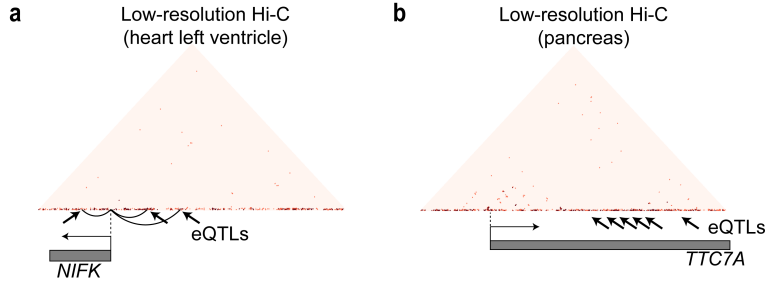 a
Low-resolution Hi-C
(heart left ventricle)
eQTLs
NIFK
b
Low-resolution Hi-C
(pancreas)
eQTLs
TTC7A